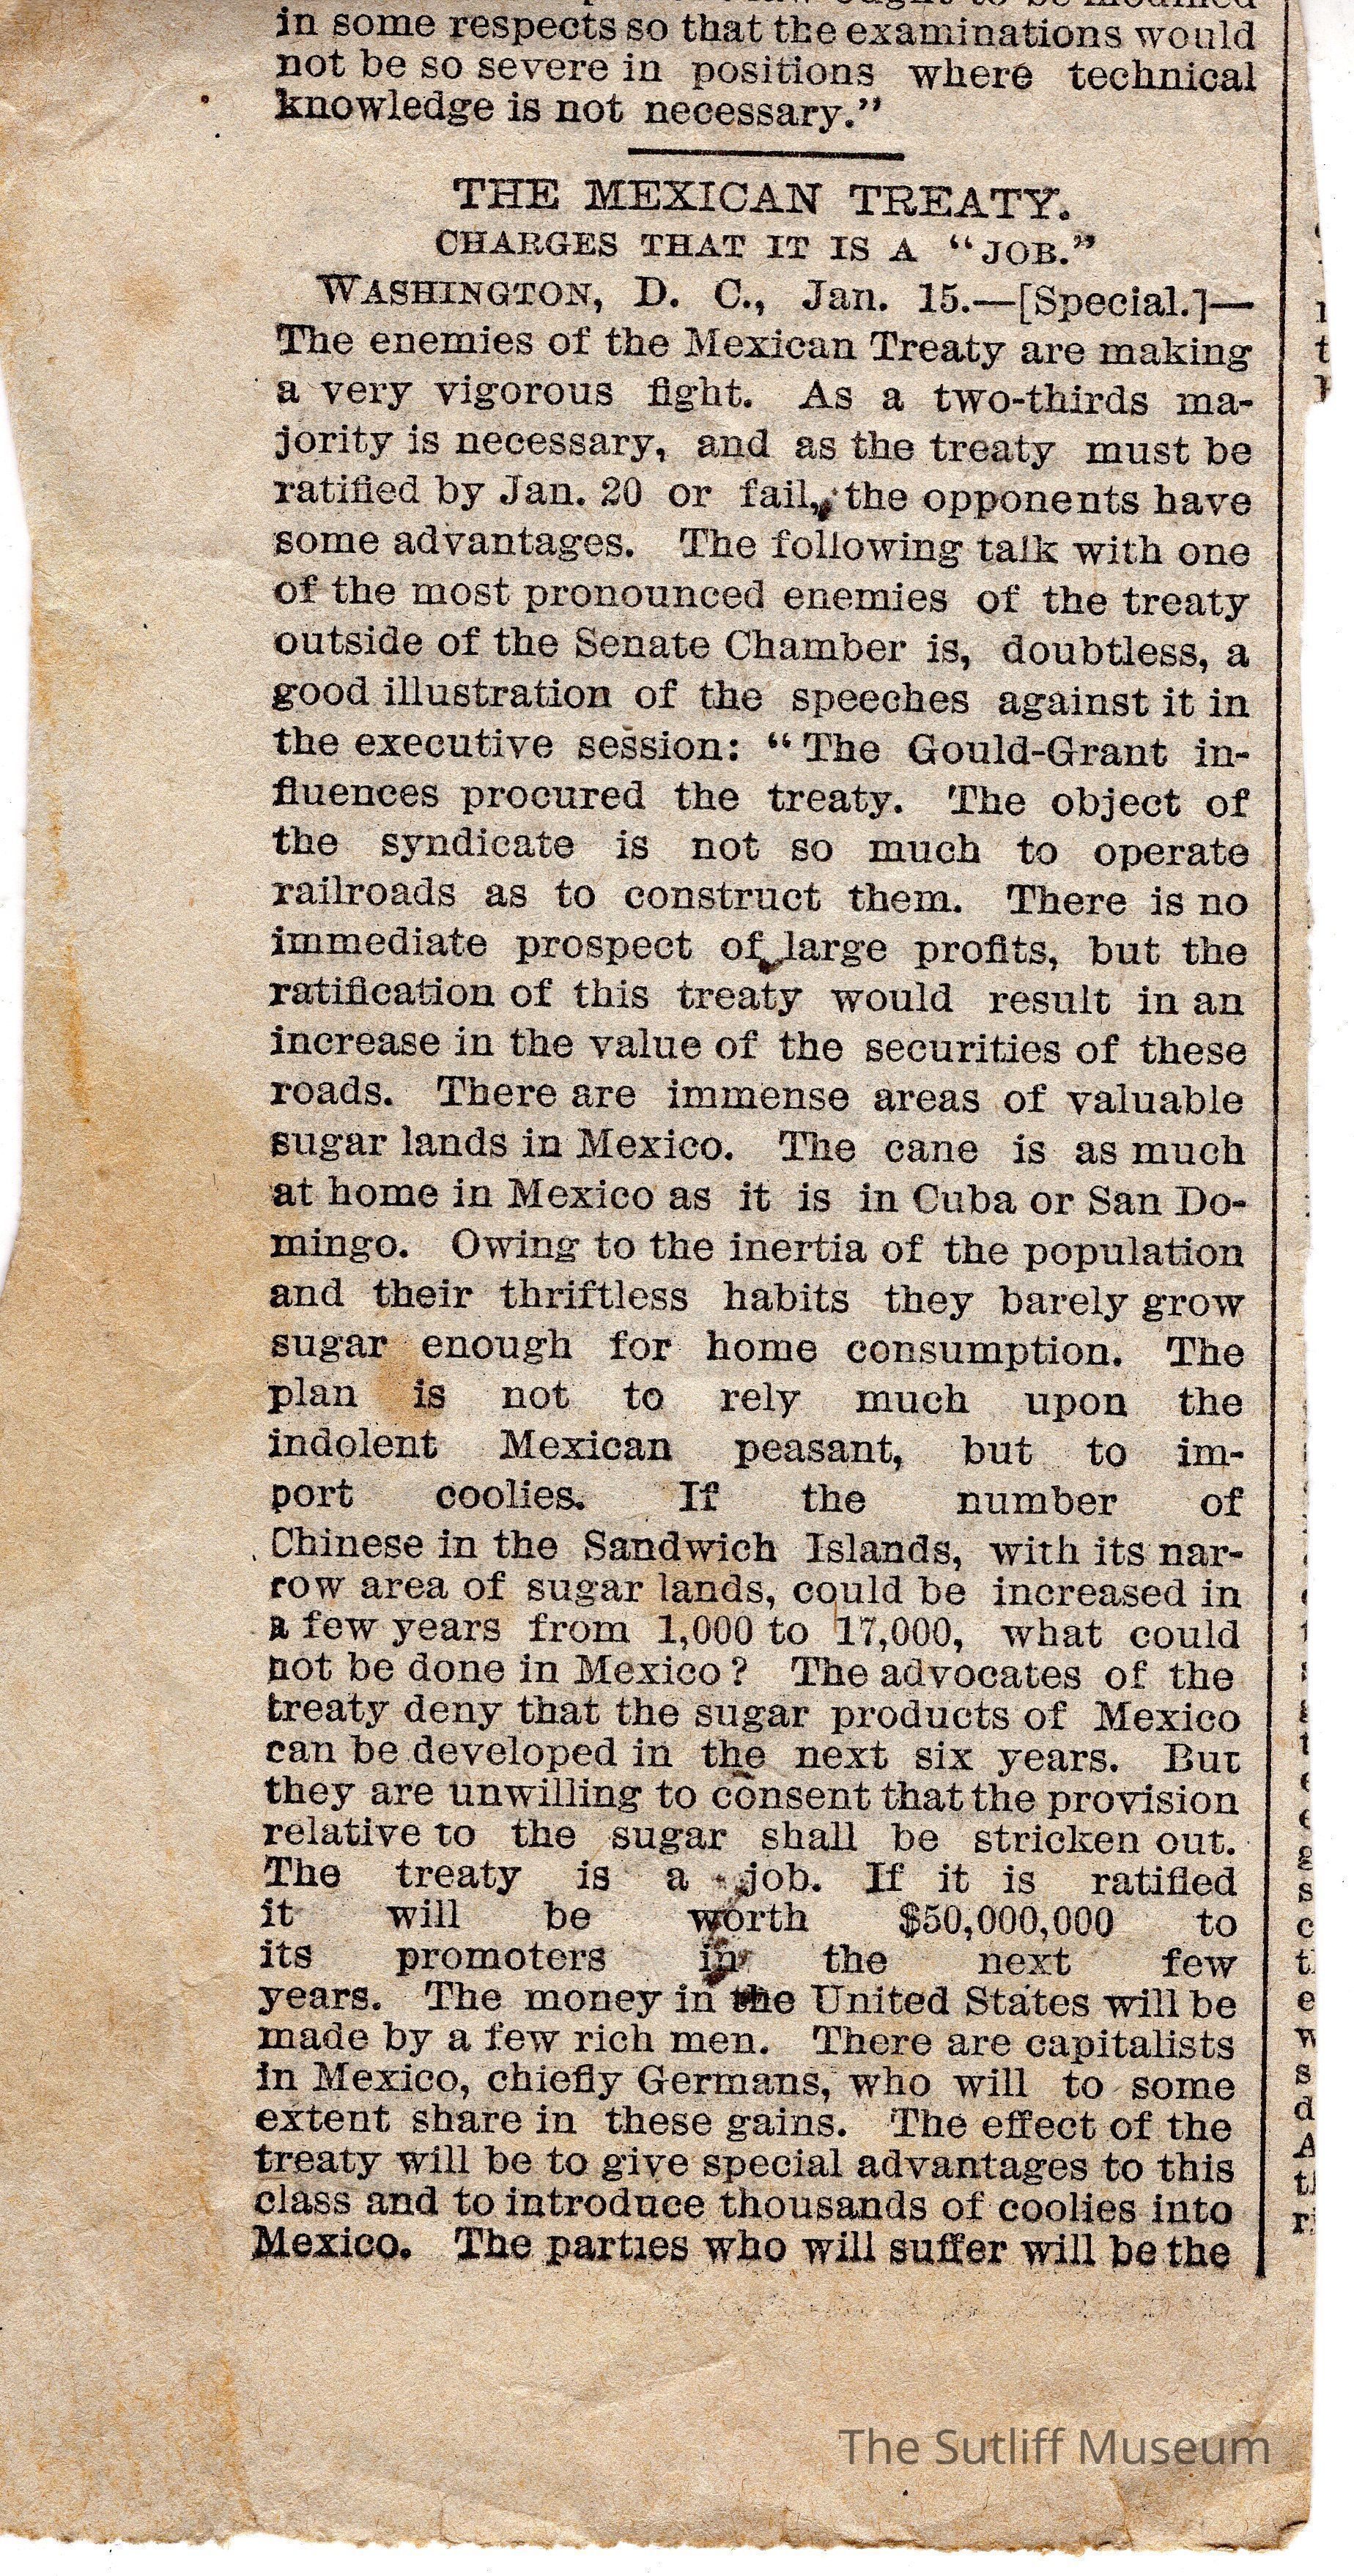 in some respects so that the examinations would
not be so severe in positions where technical
knowledge is not necessary."
THE MEXICAN TREATY.
CHARGES THAT IT IS A "JOB."
WASHINGTON, D. C., Jan. 15.—[Special.]—
The enemies of the Mexican Treaty are making
a very vigorous fight. As a two-thirds ma-
jority is necessary, and as the treaty must be
ratified by Jan. 20 or fail, the opponents have
some advantages. The following talk with one
of the most pronounced enemies of the treaty
outside of the Senate Chamber is, doubtless, a
good illustration of the speeches against it in
the executive session: "The Gould-Grant in-
fluences procured the treaty. The object of
the syndicate is not so much to operate
railroads as to construct them. There is no
immediate prospect of large profits, but the
ratification of this treaty would result in an
increase in the value of the securities of these
roads. There are immense areas of valuable
sugar lands in Mexico. The cane is as much
at home in Mexico as it is in Cuba or San Do-
mingo. Owing to the inertia of the population
and their thriftless habits they barely grow
sugar enough for home consumption. The
plan is not to rely much upon the
indolent Mexican peasant, but to im-
port coolies. If the number of
Chinese in the Sandwich Islands, with its nar-
row area of sugar lands, could be increased in
a few years from 1,000 to 17,000, what could
not be done in Mexico? The advocates of the
treaty deny that the sugar products of Mexico
can be developed in the next six years. But
they are unwilling to consent that the provision
relative to the sugar shall be stricken out.
The treaty is a job. If it is ratified
it will be worth $50,000,000 to
its promoters in the next few
years. The money in the United States will be
made by a few rich men. There are capitalists
in Mexico, chiefly Germans, who will to some
extent share in these gains. The effect of the
treaty will be to give special advantages to this
class and to introduce thousands of coolies into
Mexico. The parties who will suffer will be the
The Sutliff Museum